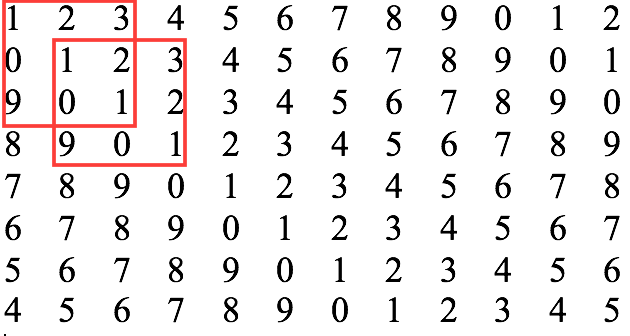 1 2 3 4 5 6 7 8 9 0 1 2
0 1 2 3 4 5 6 7 8 9 0 1
9 0 1 2 3 4 5 6 7 8 9 0
8 9 0 1 2 3 4 5 6 7 8 9
7 8 9 0 1 2 3 4 5 6 7 8
6 7 8 9 0 1 2 3 4 5 6 7
5 6 7 8 9 0 1 2 3 4 5 6
4 5 6 7 8 9 0 1 2 3 4 5